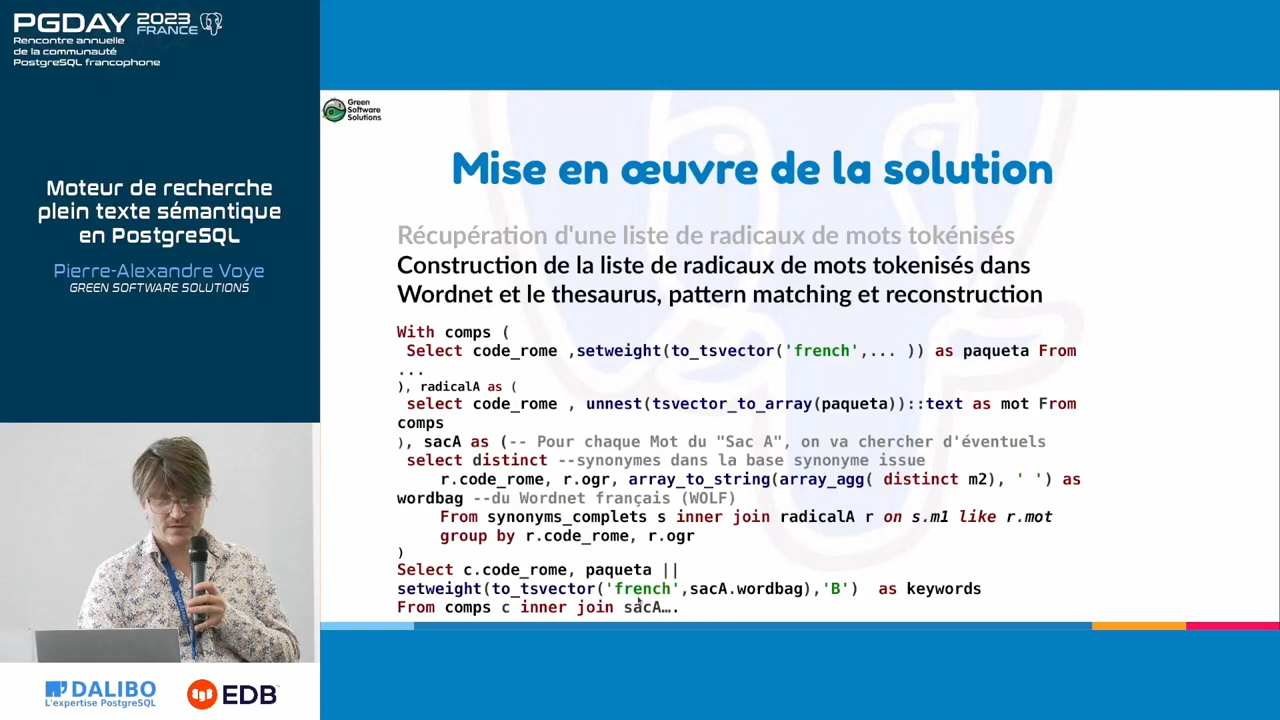 PGDAY 2023 FRANCE
Rencontre annuelle
de la communauté
PostgreSQL francophone
Moteur de recherche
plein texte sémantique
en PostgreSQL
Pierre-Alexandre Voye
GREEN SOFTWARE SOLUTIONS
Green
Software
Solutions
Mise en œuvre de la solution
Récupération d'une liste de radicaux de mots tokénisés
Construction de la liste de radicaux de mots tokenisés dans
Wordnet et le thesaurus, pattern matching et reconstruction
With comps (
Select code_rome ,setweight(to_tsvector('french',... )) as paqueta From
...
), radicalA as (
select code_rome , unnest(tsvector_to_array(paqueta))::text as mot From
comps
), sacA as (-- Pour chaque Mot du "Sac A", on va chercher d'éventuels
select distinct --synonymes dans la base synonyme issue
r.code_rome, r.ogr, array_to_string(array_agg( distinct m2), ' ') as
wordbag --du Wordnet français (WOLF)
From synonyms_complets s inner join radicalA r on s.m1 like r.mot
group by r.code_rome, r.ogr
)
Select c.code_rome, paqueta ||
setweight(to_tsvector('french',sacA.wordbag),'B') as keywords
From comps c inner join sacA….
DALIBO
L'expertise PostgreSQL
EDB